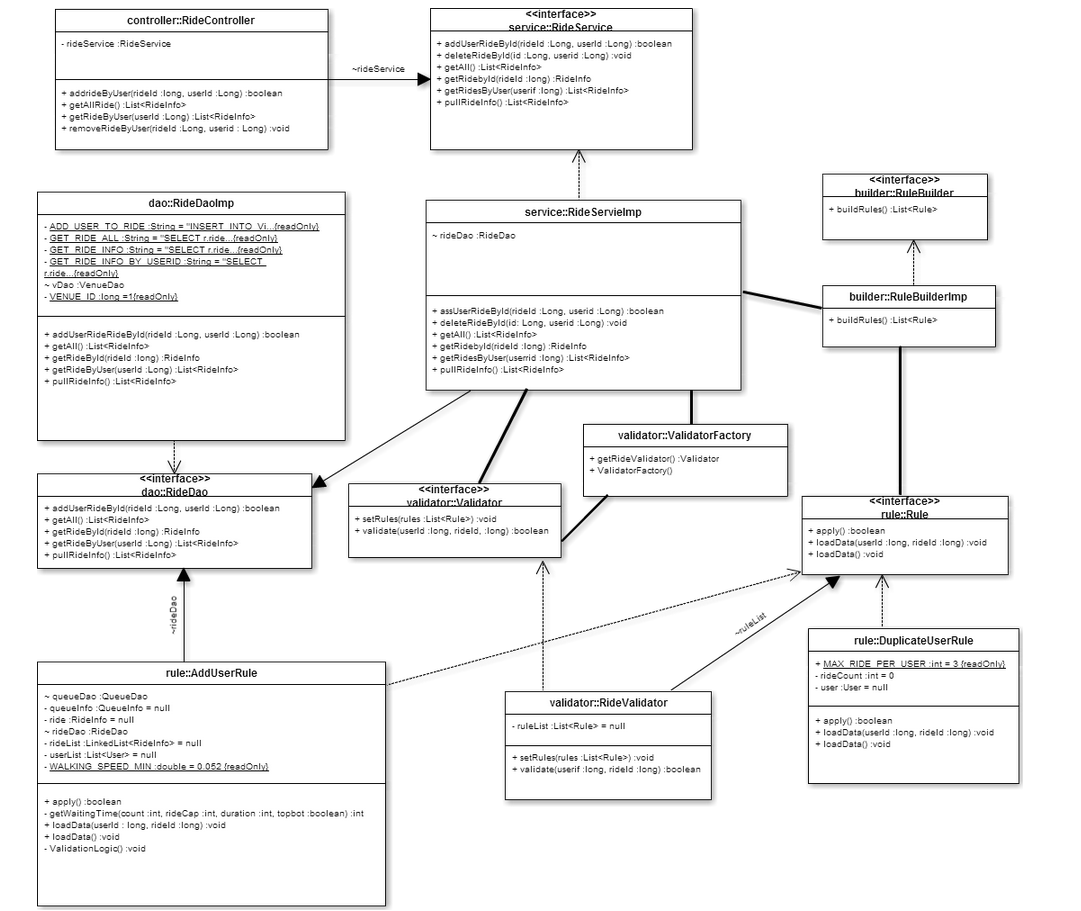 controller::RideController
- rideService :RideService
+ addrideByUser(rideId :long, userId :Long) :boolean
+ getAllRide() :List<RideInfo>
+ getRideByUser(userId :Long) :List<RideInfo>
+ removeRideByUser(rideId :Long, userid : Long) :void
~rideService
<<interface>>
service::RideService
+ addUserRideById(rideId :Long, userId :Long) :boolean
+ deleteRideById(id :Long, userid :Long) :void
+ getAll() :List<RideInfo>
+ getRidebyId(rideId :long) :RideInfo
+ getRidesByUser(userif :long) :List<RideInfo>
+ pullRideInfo() :List<RideInfo>
dao::RideDaoImp
- ADD_USER_TO_RIDE :String = "INSERT_INTO_Vi...{readOnly}
- GET_RIDE_ALL :String = "SELECT r.ride...{readOnly}
- GET_RIDE_INFO :String = "SELECT r.ride...{readOnly}
- GET_RIDE_INFO_BY_USERID :String = "SELECT
r.ride...{readOnly}
~ vDao :VenueDao
- VENUE_ID :long =1{readOnly}
+ addUserRideRideById(rideId :Long, userId :Long) :boolean
+ getAll() :List<RideInfo>
+ getRideById(rideId :long) :RideInfo
+ getRideByUser(userId :Long) :List<RideInfo>
+ pullRideInfo() :List<RideInfo>
service::RideServieImp
~ rideDao :RideDao
+ assUserRideById(rideId :Long, userid :Long) :boolean
+ deleteRideById(id: Long, userid :Long) :void
+ getAll() :List<RideInfo>
+ getRidebyId(rideId :long) :RideInfo
+ getRidesByUser(userrid :long) :List<RideInfo>
+ pullRideInfo() :List<RideInfo>
<<interface>>
builder::RuleBuilder
+ buildRules() :List<Rule>
builder::RuleBuilderImp
+ buildRules() :List<Rule>
validator::ValidatorFactory
+ getRideValidator() :Validator
+ ValidatorFactory()
<<interface>>
dao::RideDao
+ addUserRideById(rideId :Long, userId :Long) :boolean
+ getAll() :List<RideInfo>
+ getRideById(rideId :long) :RideInfo
+ getRideByUser(userId :Long) :List<RideInfo>
+ pullRideInfo() :List<RideInfo>
<<interface>>
validator::Validator
+ setRules(rules :List<Rule>) :void
+ validate(userId :long, rideId, :long) :boolean
<<interface>>
rule::Rule
+ apply() :boolean
+ loadData(userId :long, rideId :long) :void
+ loadData() :void
~rideDao
~ruleList
rule::AddUserRule
~ queueDao :QueueDao
- queueInfo :QueueInfo = null
- ride :RideInfo = null
~ rideDao :RideDao
- rideList :LinkedList<RideInfo> = null
- userList :List<User> = null
- WALKING_SPEED_MIN :double = 0.052 {readOnly}
+ apply() :boolean
- getWaitingTime(count :int, rideCap :int, duration :int, topbot :boolean) :int
+ loadData(userId : long, rideId :long) :void
+ loadData() :void
- ValidationLogic() :void
validator::RideValidator
- ruleList :List<Rule> = null
+ setRules(rules :List<Rule>) :void
+ validate(userif :long, rideId :long) :boolean
rule::DuplicateUserRule
+ MAX_RIDE_PER_USER :int = 3 {readOnly}
- rideCount :int = 0
- user :User = null
+ apply() :boolean
+ loadData(userId :long, rideId :long) :void
+ loadData() :void